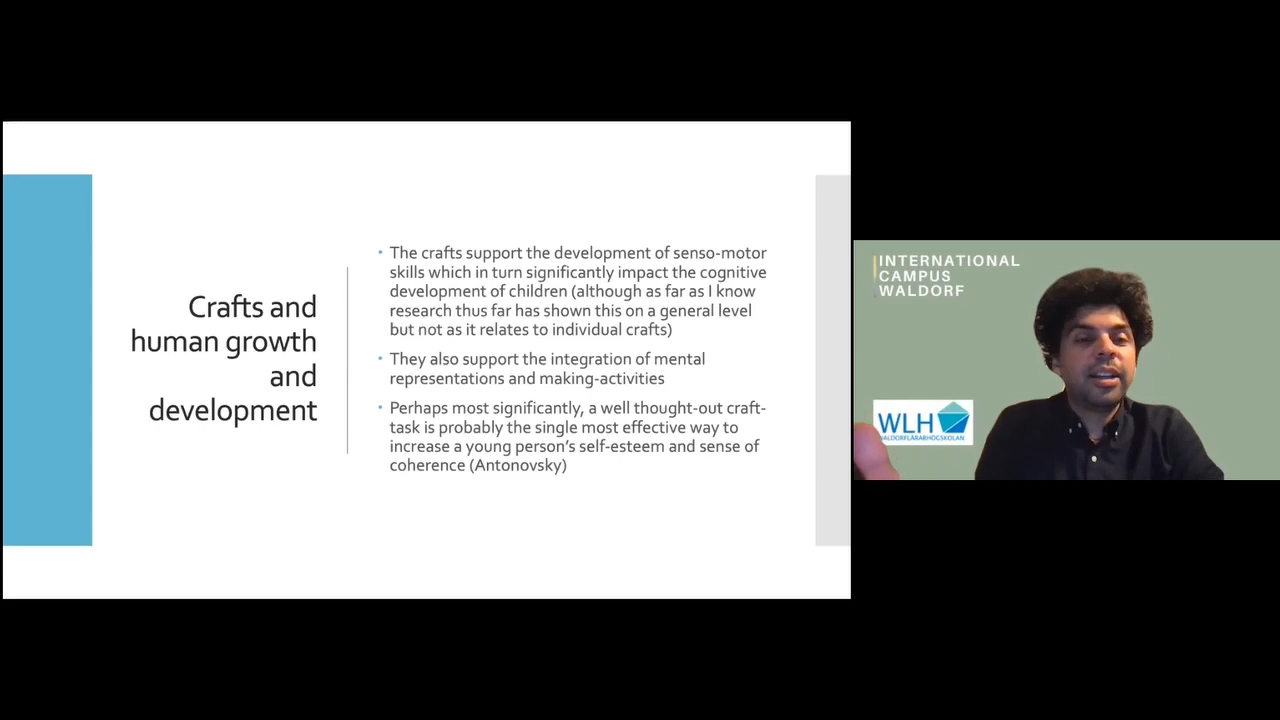 Crafts and
human growth
and
development
• The crafts support the development of senso-motor
skills which in turn significantly impact the cognitive
development of children (although as far as I know
research thus far has shown this on a general level
but not as it relates to individual crafts)
• They also support the integration of mental
representations and making-activities
• Perhaps most significantly, a well thought-out craft-
task is probably the single most effective way to
increase a young person's self-esteem and sense of
coherence (Antonovsky)
INTERNATIONAL
CAMPUS
WALDORF
WLH
WALDORFLÄRARHÖGSKOLAN